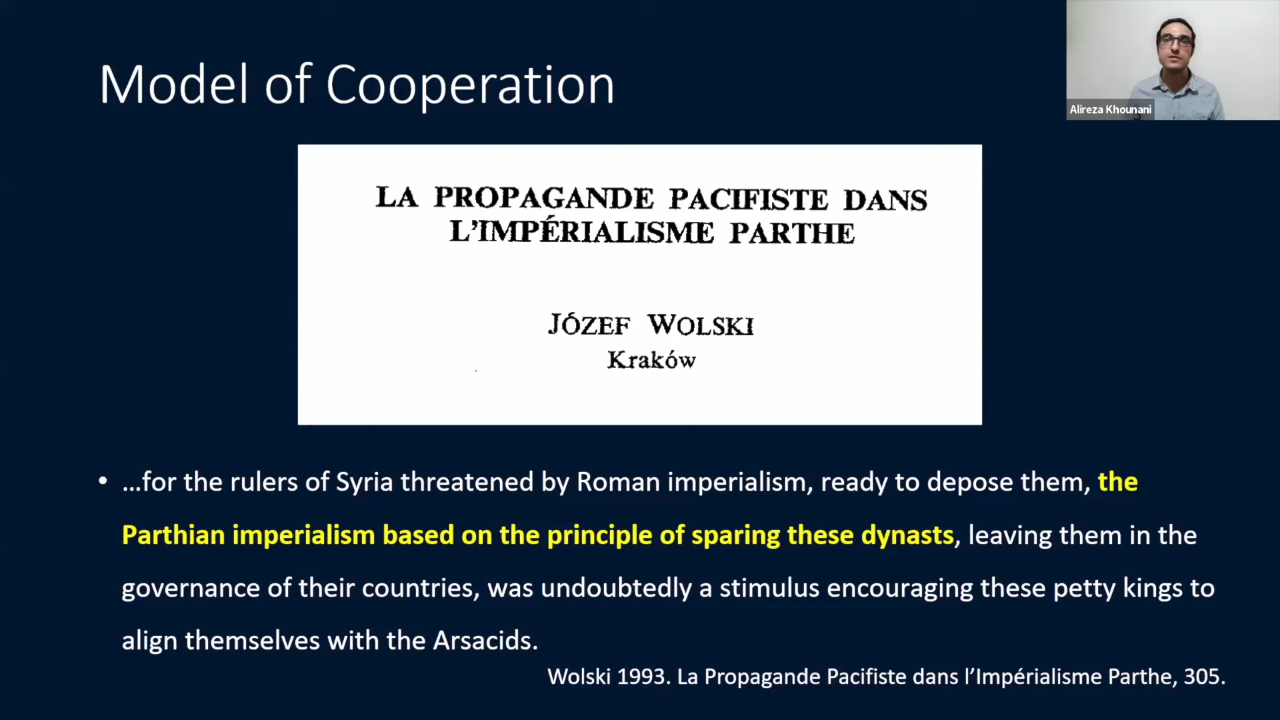 Model of Cooperation
Alireza Khounani
LA PROPAGANDE PACIFISTE DANS
L'IMPÉRIALISME PARTHE
JÓZEF WOLSKI
Kraków
• …for the rulers of Syria threatened by Roman imperialism, ready to depose them, the
Parthian imperialism based on the principle of sparing these dynasts, leaving them in the
governance of their countries, was undoubtedly a stimulus encouraging these petty kings to
align themselves with the Arsacids.
Wolski 1993. La Propagande Pacifiste dans l'Impérialisme Parthe, 305.